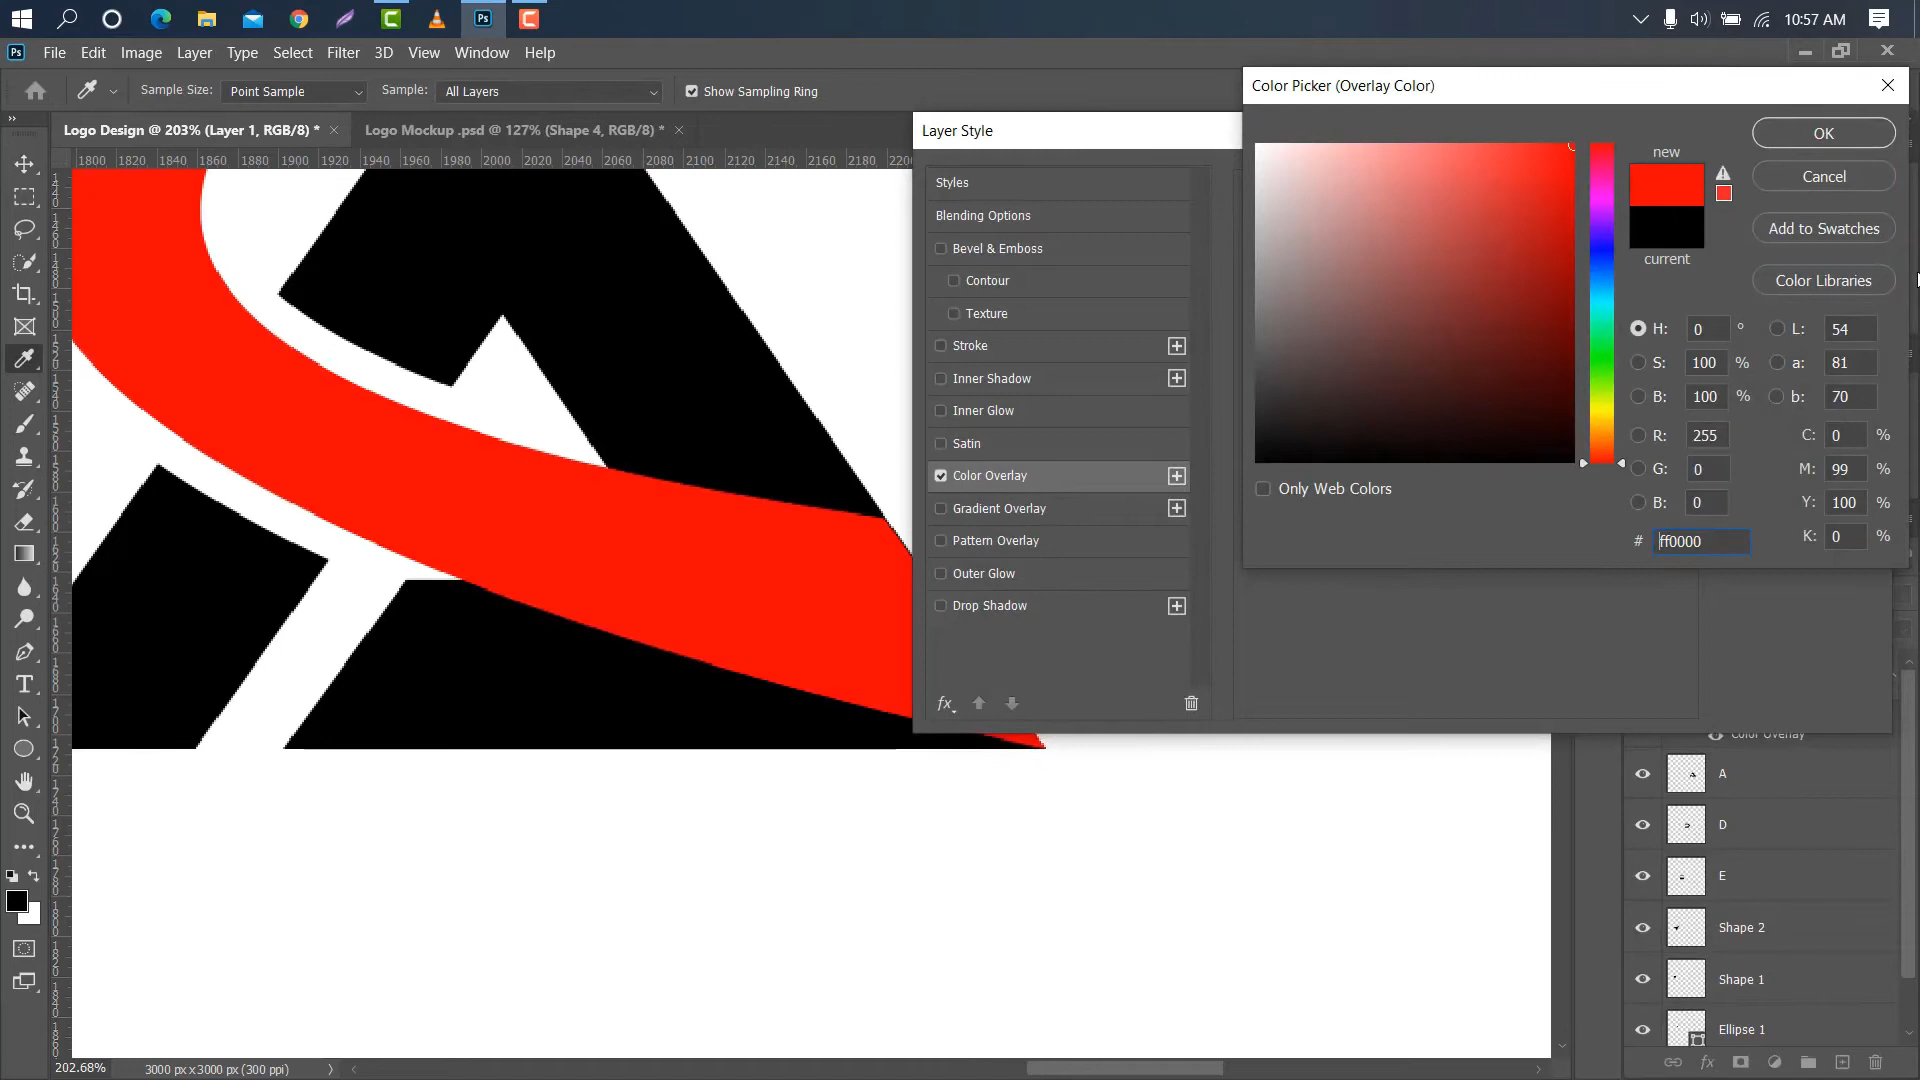 10:57 AM
Ps
File Edit Image Layer Type Select Filter 3D View Window Help
Sample Size: Point Sample Sample: All Layers Show Sampling Ring
Logo Design @ 203% (Layer 1, RGB/8) * × Logo Mockup .psd @ 127% (Shape 4, RGB/8) * ×
1800 1820 1840 1860 1880 1900 1920 1940 1960 1980 2000 2020 2040 2060 2080 2100 2120 2140 2160 2180
Layer Style
Styles
Blending Options
Bevel & Emboss
Contour
Texture
Stroke
Inner Shadow
Inner Glow
Satin
Color Overlay
Gradient Overlay
Pattern Overlay
Outer Glow
Drop Shadow
fx
Color Picker (Overlay Color)
new
current
OK
Cancel
Add to Swatches
Color Libraries
H: 0 ° L: 54
S: 100 % a: 81
B: 100 % b: 70
R: 255 C: 0 %
G: 0 M: 99 %
B: 0 Y: 100 %
# ff0000 K: 0 %
Only Web Colors
Color Overlay
A
D
E
Shape 2
Shape 1
Ellipse 1
fx
202.68% 3000 px x 3000 px (300 ppi)